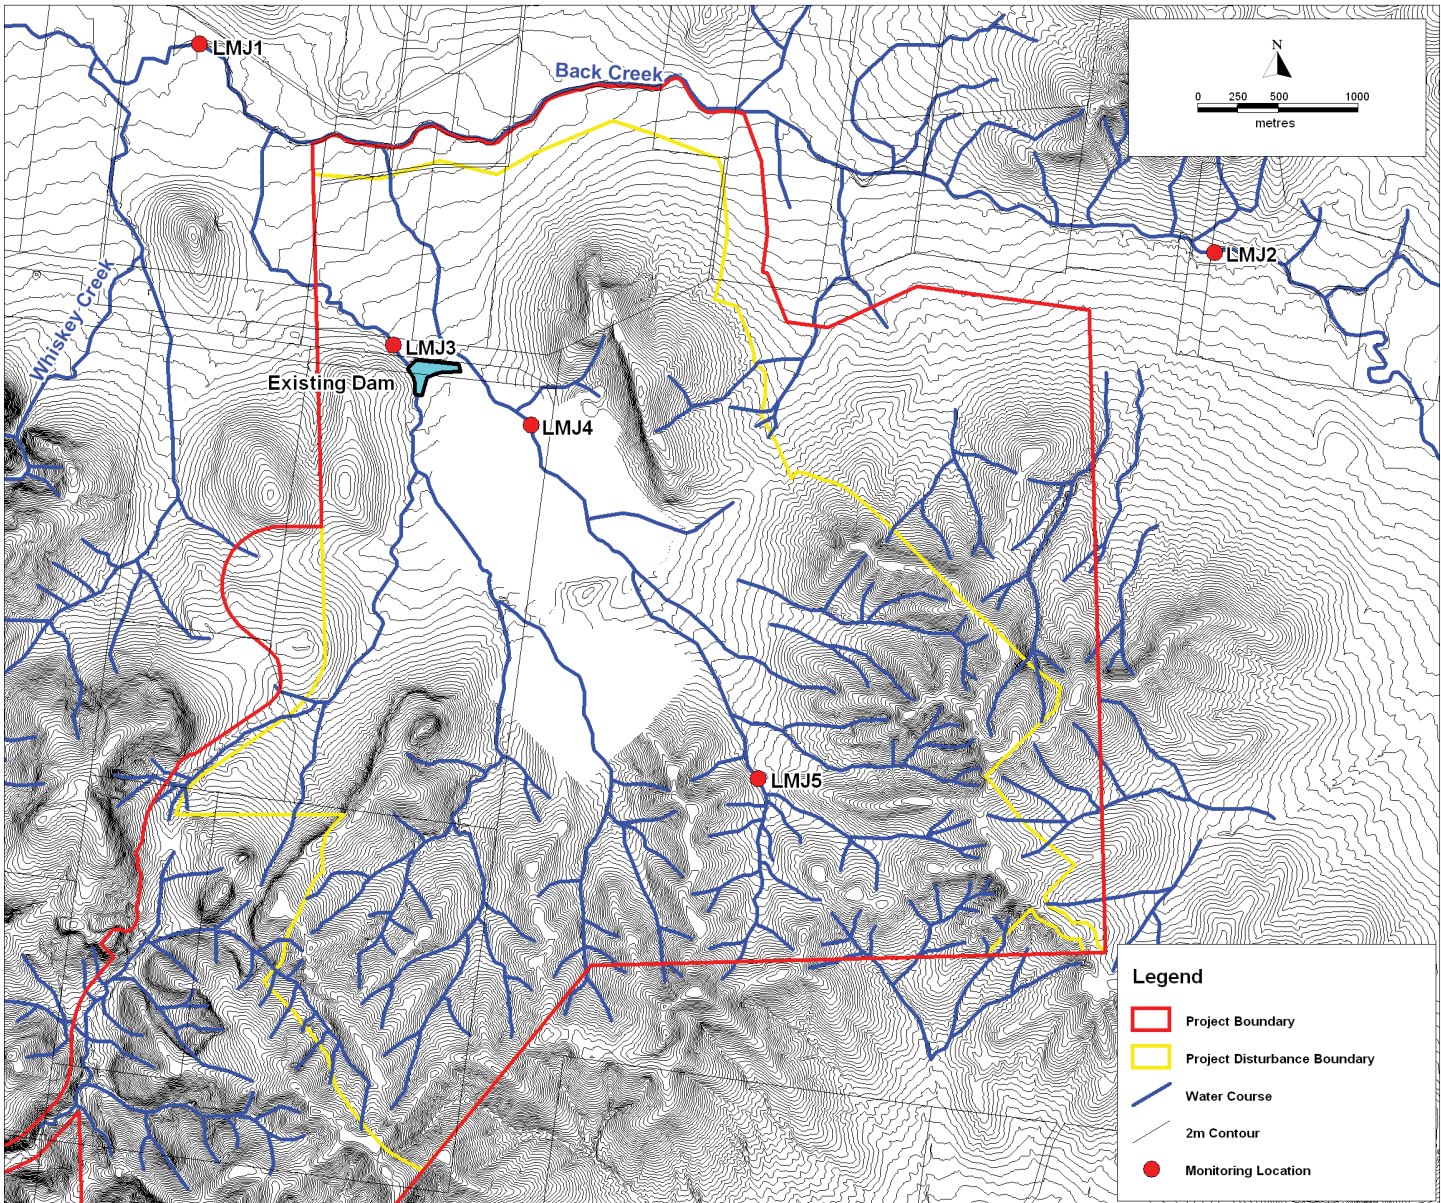 LMJ1
Back Creek
N
0 250 500 1000
metres
LMJ2
Whiskey Creek
LMJ3
Existing Dam
LMJ4
LMJ5
Legend
Project Boundary
Project Disturbance Boundary
Water Course
2m Contour
Monitoring Location